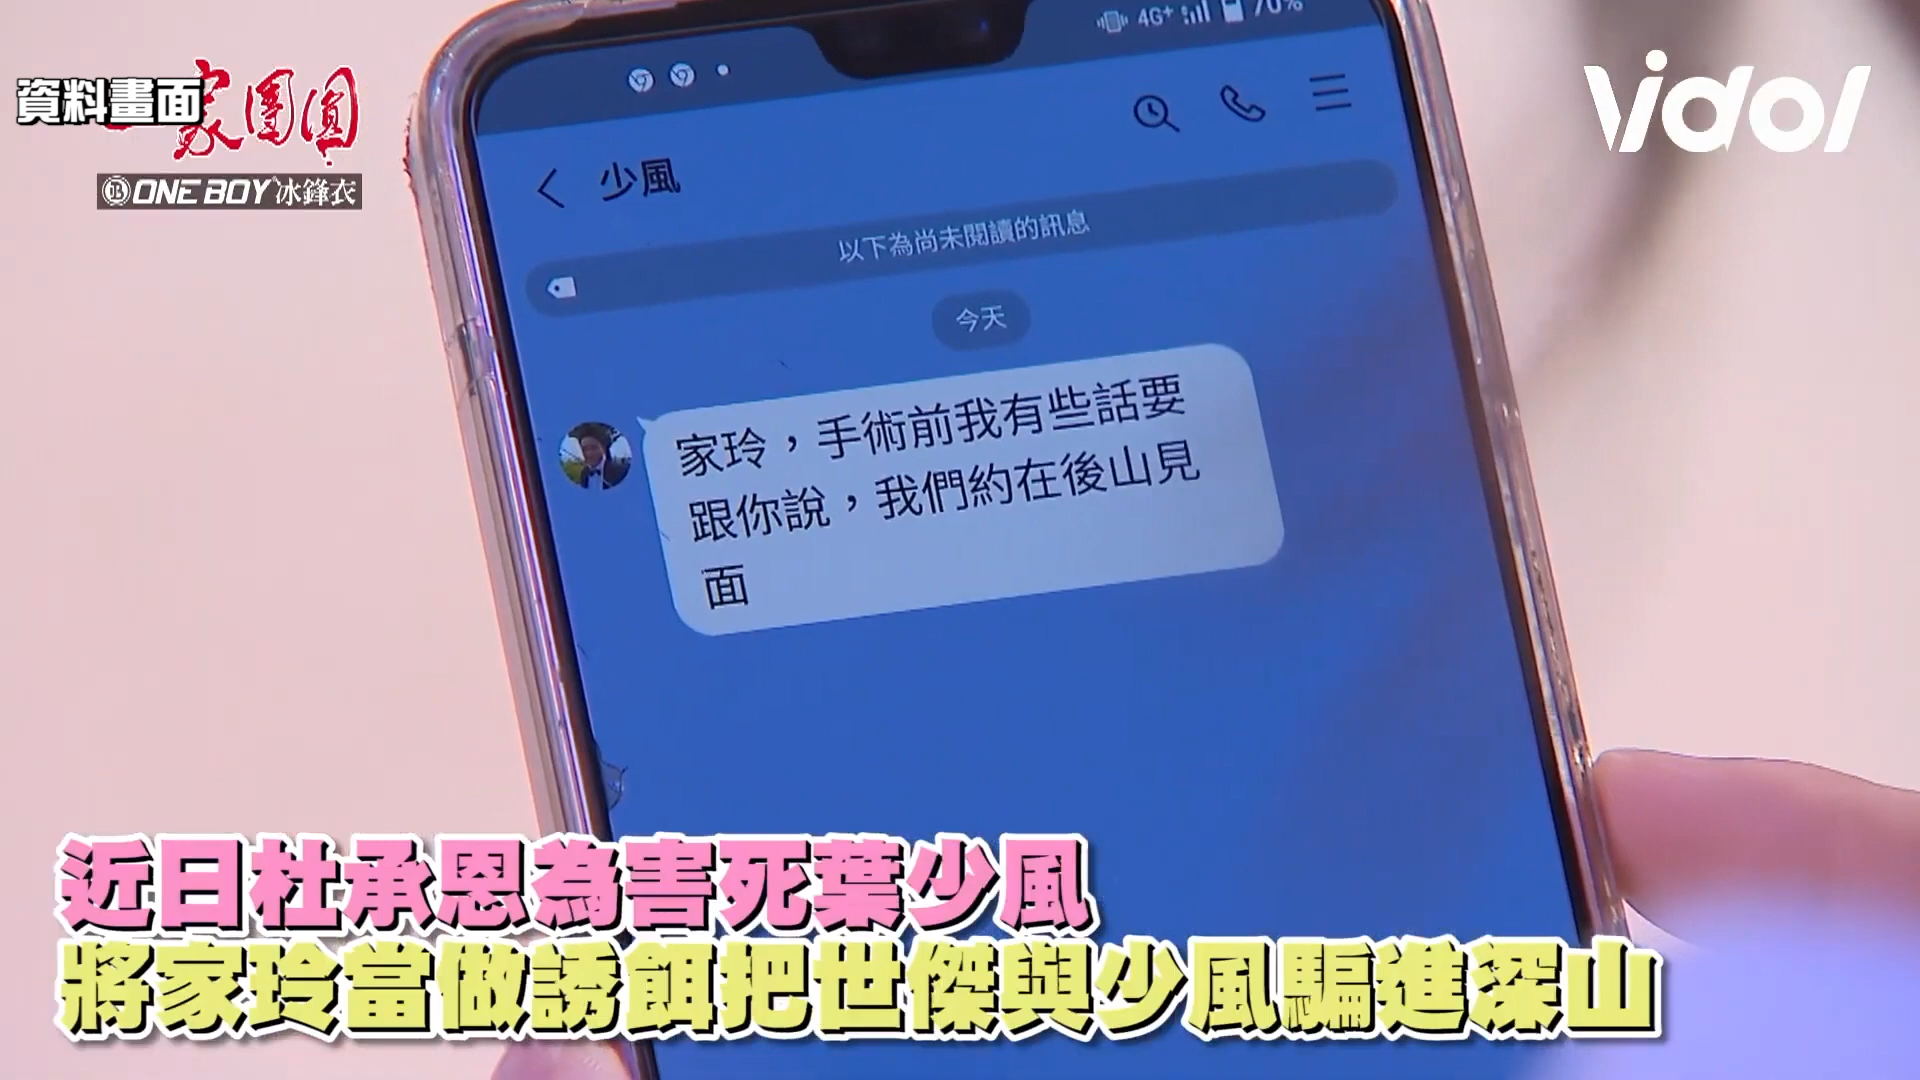 資料畫面
一家團圓
ONE BOY 冰鋒衣
Vidol
4G+ 70%
少風
以下為尚未閱讀的訊息
今天
家玲，手術前我有些話要
跟你說，我們約在後山見
面
近日杜承恩為害死葉少風
將家玲當做誘餌把世傑與少風騙進深山